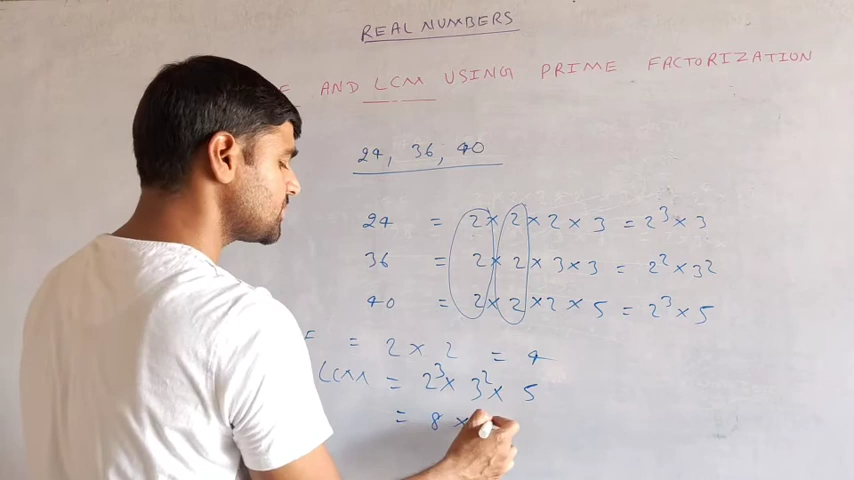 REAL NUMBERS
AND LCM USING PRIME FACTORIZATION
24, 36, 40
24 = 2 × 2 × 2 × 3 = 2³ × 3
36 = 2 × 2 × 3 × 3 = 2² × 3²
40 = 2 × 2 × 2 × 5 = 2³ × 5
= 2 × 2 = 4
LCM = 2³ × 3² × 5
= 8 ×